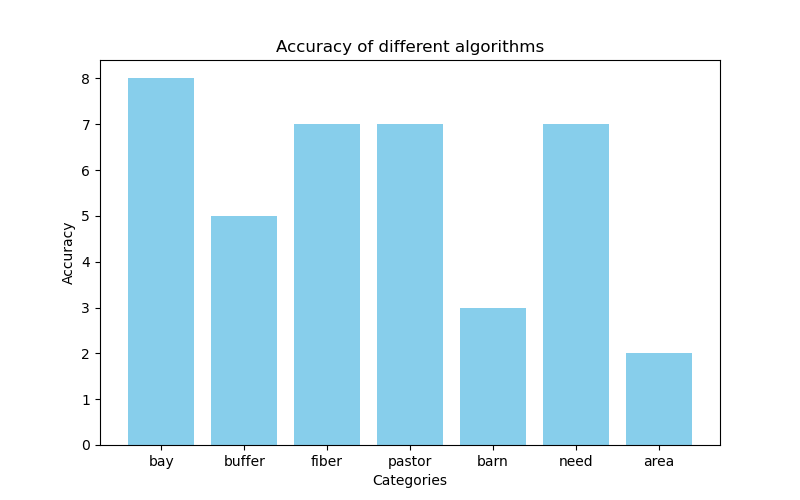 Accuracy of different algorithms
Accuracy
8
7
6
5
4
3
2
1
0
bay buffer fiber pastor barn need area
Categories